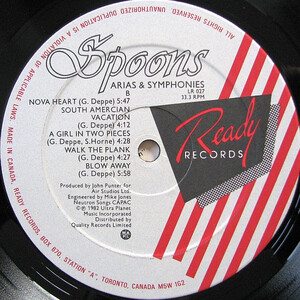 Spoons
ARIAS & SYMPHONIES
B
LR 027
33.3 RPM
NOVA HEART (G. Deppe) 5:47
SOUTH AMERCIAN
VACATION
(G. Deppe) 4:12
A GIRL IN TWO PIECES
(G. Deppe, S.Horne) 4:28
WALK THE PLANK
(G. Deppe) 4:27
BLOW AWAY
(G. Deppe) 5:58
Produced by John Punter for
Air Studios Ltd.
Engineered by Mike Jones
Neutron Songs CAPAC
© ℗ 1982 Ultra Planet
Music Incorporated
Distributed by
Quality Records Limited
Ready
RECORDS
ALL RIGHTS RESERVED. UNAUTHORIZED DUPLICATION IS A VIOLATION OF APPLICABLE LAWS. MADE IN CANADA. READY RECORDS, BOX 670, STATION "A", TORONTO, CANADA M5W 1G2